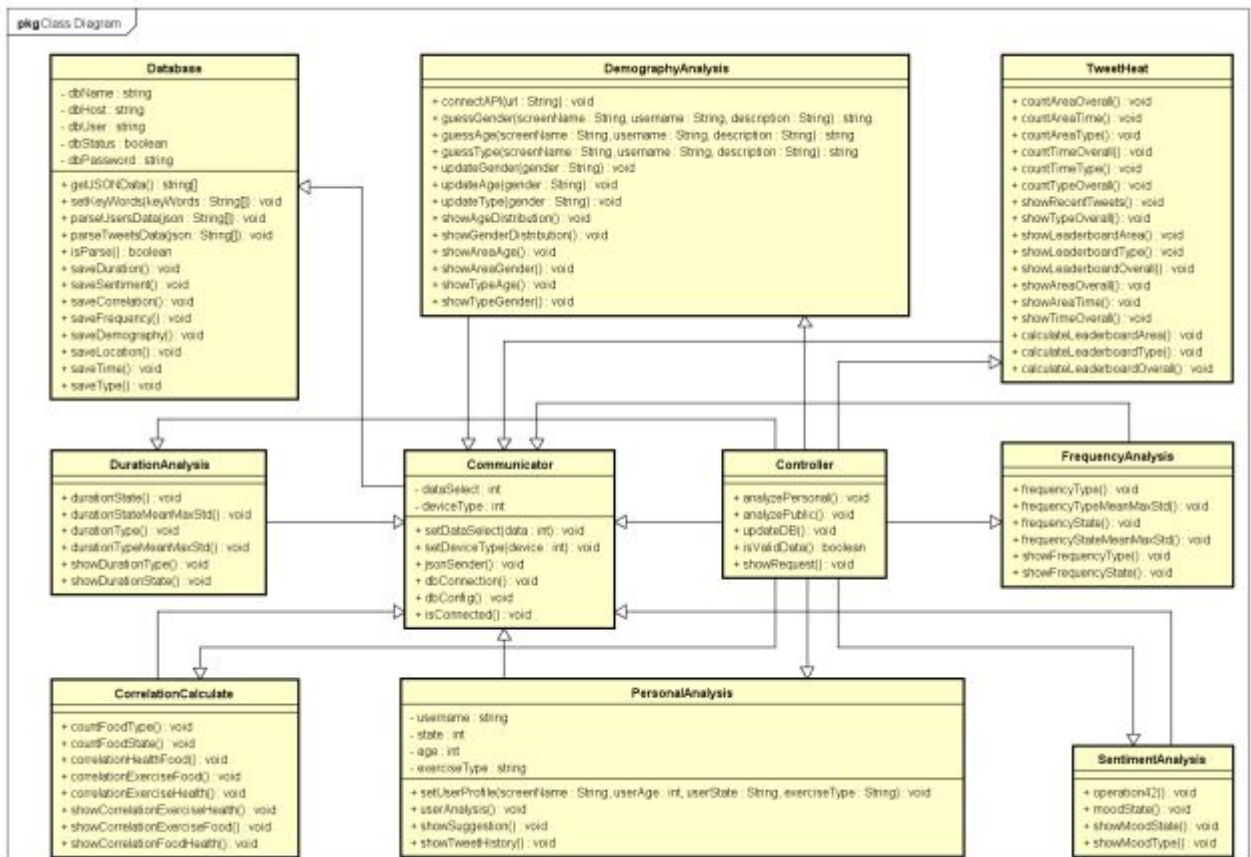 pkg Class Diagram
Database
- dbName : string
- dbHost : string
- dbUser : string
- dbStatus : boolean
- dbPassword : string
+ getJSONData() : string[]
+ setKeyWords(keyWords : String[]) : void
+ parseUsersData(json : String[]) : void
+ parseTweetsData(json : String[]) : void
+ isParse() : boolean
+ saveDuration() : void
+ saveSentiment() : void
+ saveCorrelation() : void
+ saveFrequency() : void
+ saveDemography() : void
+ saveLocation() : void
+ saveTime() : void
+ saveType() : void
DemographyAnalysis
+ connectAPI(url : String) : void
+ guessGender(screenName : String, username : String, description : String) : string
+ guessAge(screenName : String, username : String, description : String) : string
+ guessType(screenName : String, username : String, description : String) : string
+ updateGender(gender : String) : void
+ updateAge(gender : String) : void
+ updateType(gender : String) : void
+ showAgeDistribution() : void
+ showGenderDistribution() : void
+ showAreaAge() : void
+ showAreaGender() : void
+ showTypeAge() : void
+ showTypeGender() : void
TweetHeat
+ countAreaOverall() : void
+ countAreaTime() : void
+ countAreaType() : void
+ countTimeOverall() : void
+ countTimeType() : void
+ countTypeOverall() : void
+ showRecentTweets() : void
+ showTypeOverall() : void
+ showLeaderboardArea() : void
+ showLeaderboardType() : void
+ showLeaderboardOverall() : void
+ showAreaOverall() : void
+ showAreaTime() : void
+ showTimeOverall() : void
+ calculateLeaderboardArea() : void
+ calculateLeaderboardType() : void
+ calculateLeaderboardOverall() : void
DurationAnalysis
+ durationState() : void
+ durationStateMeanMaxStd() : void
+ durationType() : void
+ durationTypeMeanMaxStd() : void
+ showDurationType() : void
+ showDurationState() : void
Communicator
- dataSelect : int
- deviceType : int
+ setDataSelect(data : int) : void
+ setDeviceType(device : int) : void
+ jsonSender() : void
+ dbConnection() : void
+ dbConfig() : void
+ isConnected() : void
Controller
+ analyzePersonal() : void
+ analyzePublic() : void
+ updateDB() : void
+ isValidData() : boolean
+ showRequest() : void
FrequencyAnalysis
+ frequencyType() : void
+ frequencyTypeMeanMaxStd() : void
+ frequencyState() : void
+ frequencyStateMeanMaxStd() : void
+ showFrequencyType() : void
+ showFrequencyState() : void
CorrelationCalculate
+ countFoodType() : void
+ countFoodState() : void
+ correlationHealthFood() : void
+ correlationExerciseFood() : void
+ correlationExerciseHealth() : void
+ showCorrelationExerciseHealth() : void
+ showCorrelationExerciseFood() : void
+ showCorrelationFoodHealth() : void
PersonalAnalysis
- username : string
- state : int
- age : int
- exerciseType : string
+ setUserProfile(screenName : String, userAge : int, userState : String, exerciseType : String) : void
+ userAnalysis() : void
+ showSuggestion() : void
+ showTweetHistory() : void
SentimentAnalysis
+ operation42() : void
+ moodState() : void
+ showMoodState() : void
+ showMoodType() : void